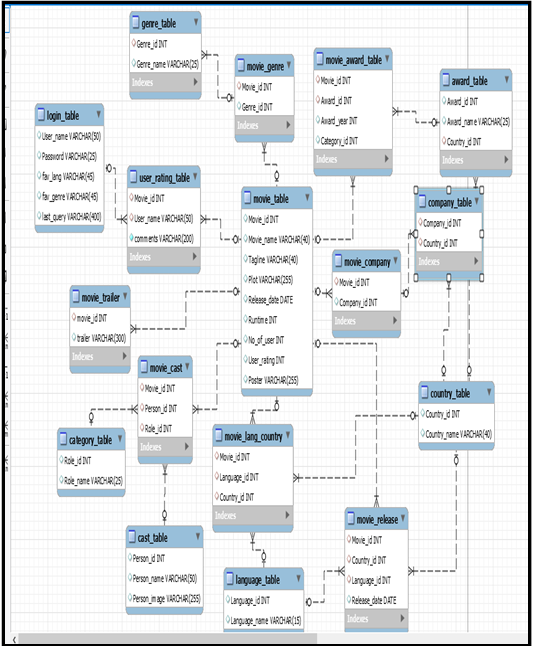 genre_table
Genre_id INT
Genre_name VARCHAR(25)
Indexes
movie_genre
Movie_id INT
Genre_id INT
Indexes
movie_award_table
Movie_id INT
Award_id INT
Award_year INT
Category_id INT
Indexes
award_table
Award_id INT
Award_name VARCHAR(25)
Country_id INT
Indexes
login_table
User_name VARCHAR(50)
Password VARCHAR(25)
fav_lang VARCHAR(45)
fav_genre VARCHAR(45)
last_query VARCHAR(400)
user_rating_table
Movie_id INT
User_name VARCHAR(50)
comments VARCHAR(200)
Indexes
movie_table
Movie_id INT
Movie_name VARCHAR(40)
Tagline VARCHAR(40)
Plot VARCHAR(255)
Release_date DATE
Runtime INT
No_of_user INT
User_rating INT
Poster VARCHAR(255)
company_table
Company_id INT
Country_id INT
Indexes
movie_company
Movie_id INT
Company_id INT
Indexes
movie_trailer
movie_id INT
trailer VARCHAR(300)
Indexes
movie_cast
Movie_id INT
Person_id INT
Role_id INT
Indexes
country_table
Country_id INT
Country_name VARCHAR(40)
category_table
Role_id INT
Role_name VARCHAR(25)
movie_lang_country
Movie_id INT
Language_id INT
Country_id INT
Indexes
cast_table
Person_id INT
Person_name VARCHAR(50)
Person_image VARCHAR(255)
movie_release
Movie_id INT
Country_id INT
Language_id INT
Release_date DATE
Indexes
language_table
Language_id INT
Language_name VARCHAR(15)